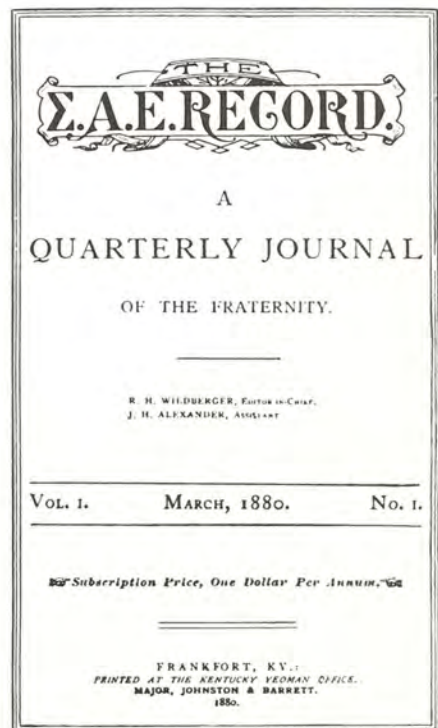 THE
Σ.A.E. RECORD.
A
QUARTERLY JOURNAL
OF THE FRATERNITY.
R. H. WILDBERGER, EDITOR-IN-CHIEF.
J. H. ALEXANDER, ASSISTANT
VOL. I. MARCH, 1880. NO. I.
Subscription Price, One Dollar Per Annum.
FRANKFORT, KY.:
PRINTED AT THE KENTUCKY YEOMAN OFFICE.
MAJOR, JOHNSTON & BARRETT.
1880.